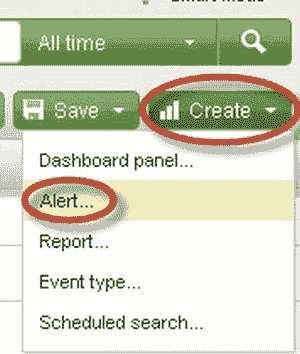 All time
Save
Create
Dashboard panel...
Alert...
Report...
Event type...
Scheduled search...